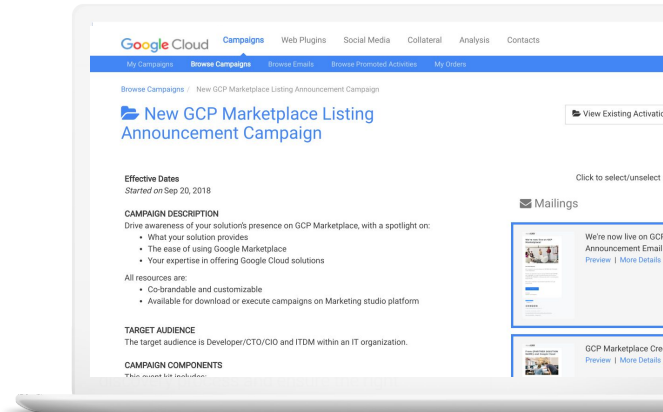 Google Cloud
Campaigns Web Plugins Social Media Collateral Analysis Contacts
My Campaigns Browse Campaigns Browse Emails Browse Promoted Activities My Orders
Browse Campaigns / New GCP Marketplace Listing Announcement Campaign
New GCP Marketplace Listing
Announcement Campaign
View Existing Activatio
Effective Dates
Started on Sep 20, 2018
CAMPAIGN DESCRIPTION
Drive awareness of your solution's presence on GCP Marketplace, with a spotlight on:
• What your solution provides
• The ease of using Google Marketplace
• Your expertise in offering Google Cloud solutions
All resources are:
• Co-brandable and customizable
• Available for download or execute campaigns on Marketing studio platform
TARGET AUDIENCE
The target audience is Developer/CTO/CIO and ITDM within an IT organization.
CAMPAIGN COMPONENTS
This event kit includes:
Click to select/unselect
Mailings
We're now live on GCP
Announcement Email
Preview | More Details
GCP Marketplace Cre
Preview | More Details